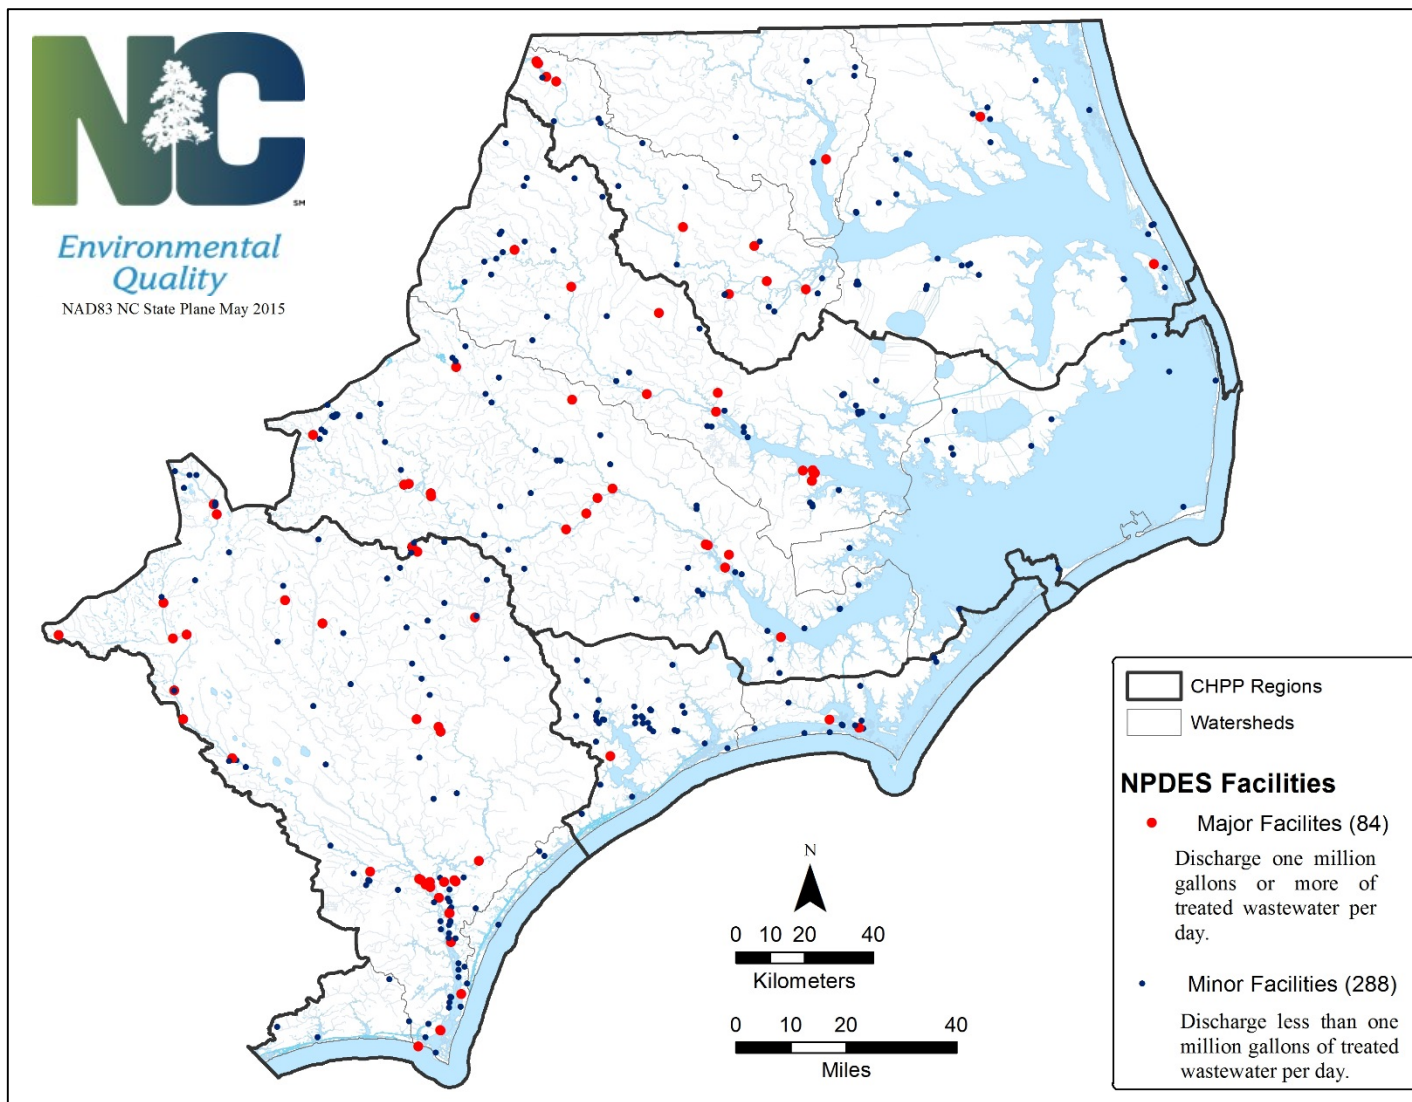 NC
SM
Environmental
Quality
NAD83 NC State Plane May 2015
CHPP Regions
Watersheds
NPDES Facilities
Major Facilites (84)
Discharge one million
gallons or more of
treated wastewater per
day.
Minor Facilities (288)
Discharge less than one
million gallons of treated
wastewater per day.
N
0 10 20 40
Kilometers
0 10 20 40
Miles